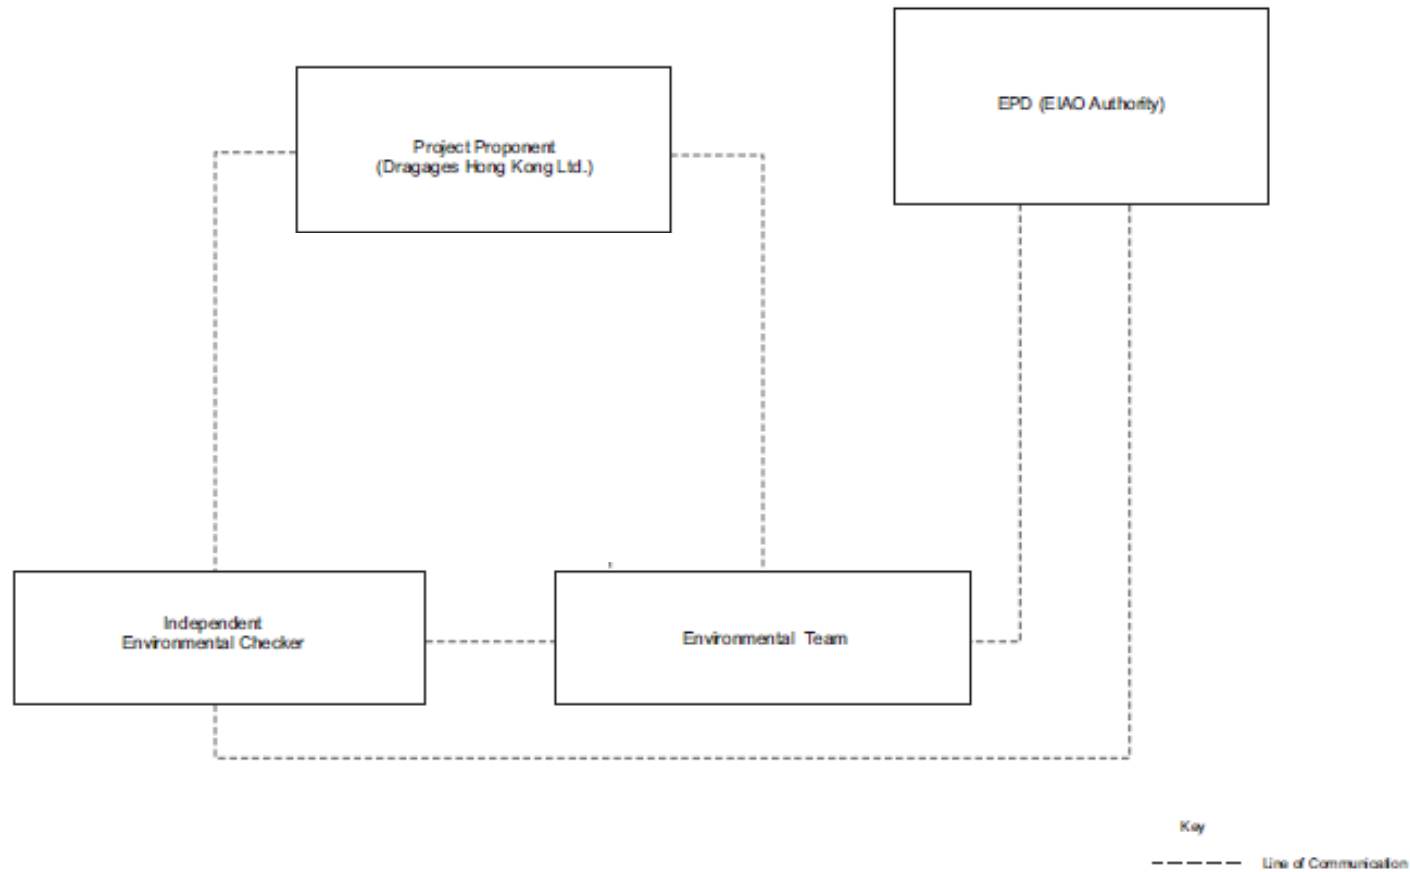 EPD (EIAO Authority)
Project Proponent
(Dragages Hong Kong Ltd.)
Independent
Environmental Checker
Environmental Team
Key
Line of Communication